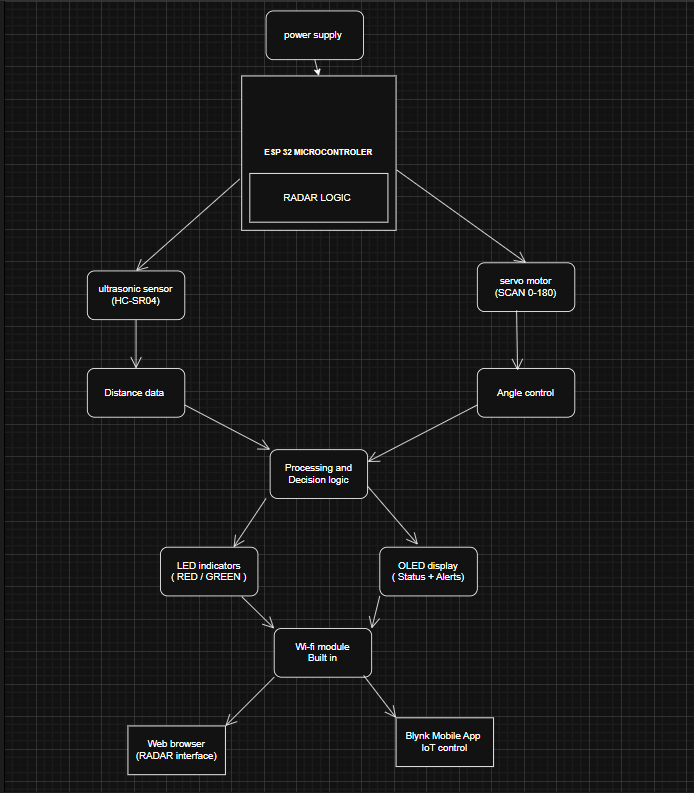 power supply
ESP 32 MICROCONTROLER
RADAR LOGIC
ultrasonic sensor
(HC-SR04)
servo motor
(SCAN 0-180)
Distance data
Angle control
Processing and
Decision logic
LED indicators
( RED / GREEN )
OLED display
( Status + Alerts)
Wi-fi module
Built in
Web browser
(RADAR interface)
Blynk Mobile App
IoT control